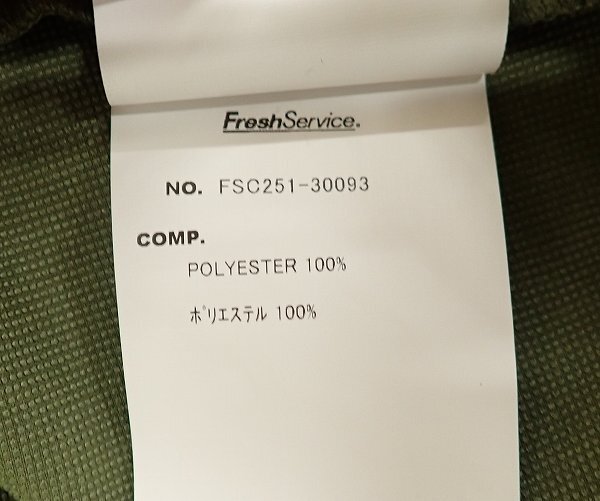 FreshService.
NO. FSC251-30093
COMP.
POLYESTER 100%
ﾎﾟﾘｴｽﾃﾙ 100%